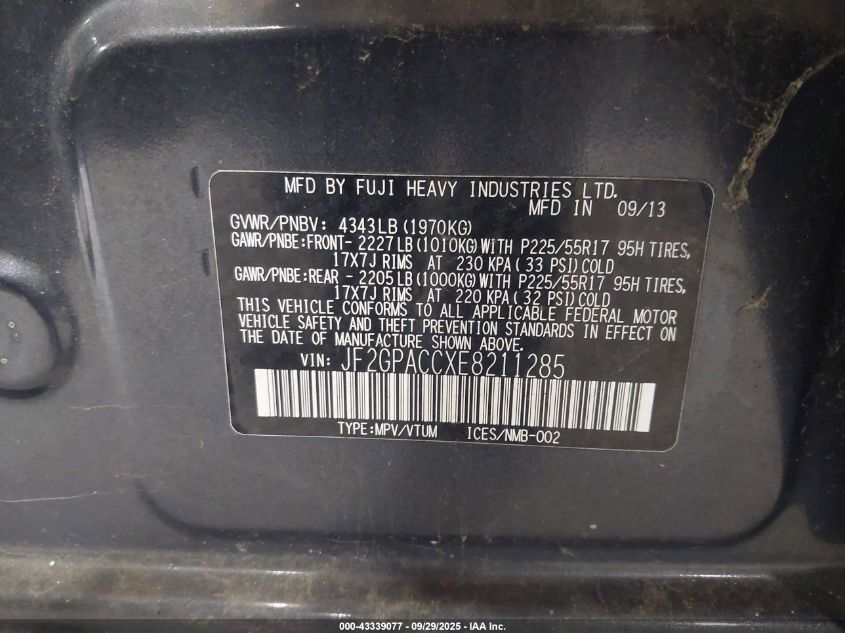 MFD BY FUJI HEAVY INDUSTRIES LTD.
MFD IN 09/13
GVWR/PNBV: 4343LB(1970KG)
GAWR/PNBE:FRONT- 2227LB(1010KG)WITH P225/55R17 95H TIRES,
17X7J RIMS AT 230 KPA(33 PSI)COLD
GAWR/PNBE:REAR - 2205LB(1000KG)WITH P225/55R17 95H TIRES,
17X7J RIMS AT 220 KPA(32 PSI)COLD
THIS VEHICLE CONFORMS TO ALL APPLICABLE FEDERAL MOTOR
VEHICLE SAFETY AND THEFT PREVENTION STANDARDS IN EFFECT ON
THE DATE OF MANUFACTURE SHOWN ABOVE.
VIN: JF2GPACCXE8211285
TYPE:MPV/VTUM ICES/NMB-002
000-43339077 - 09/29/2025 - IAA Inc.